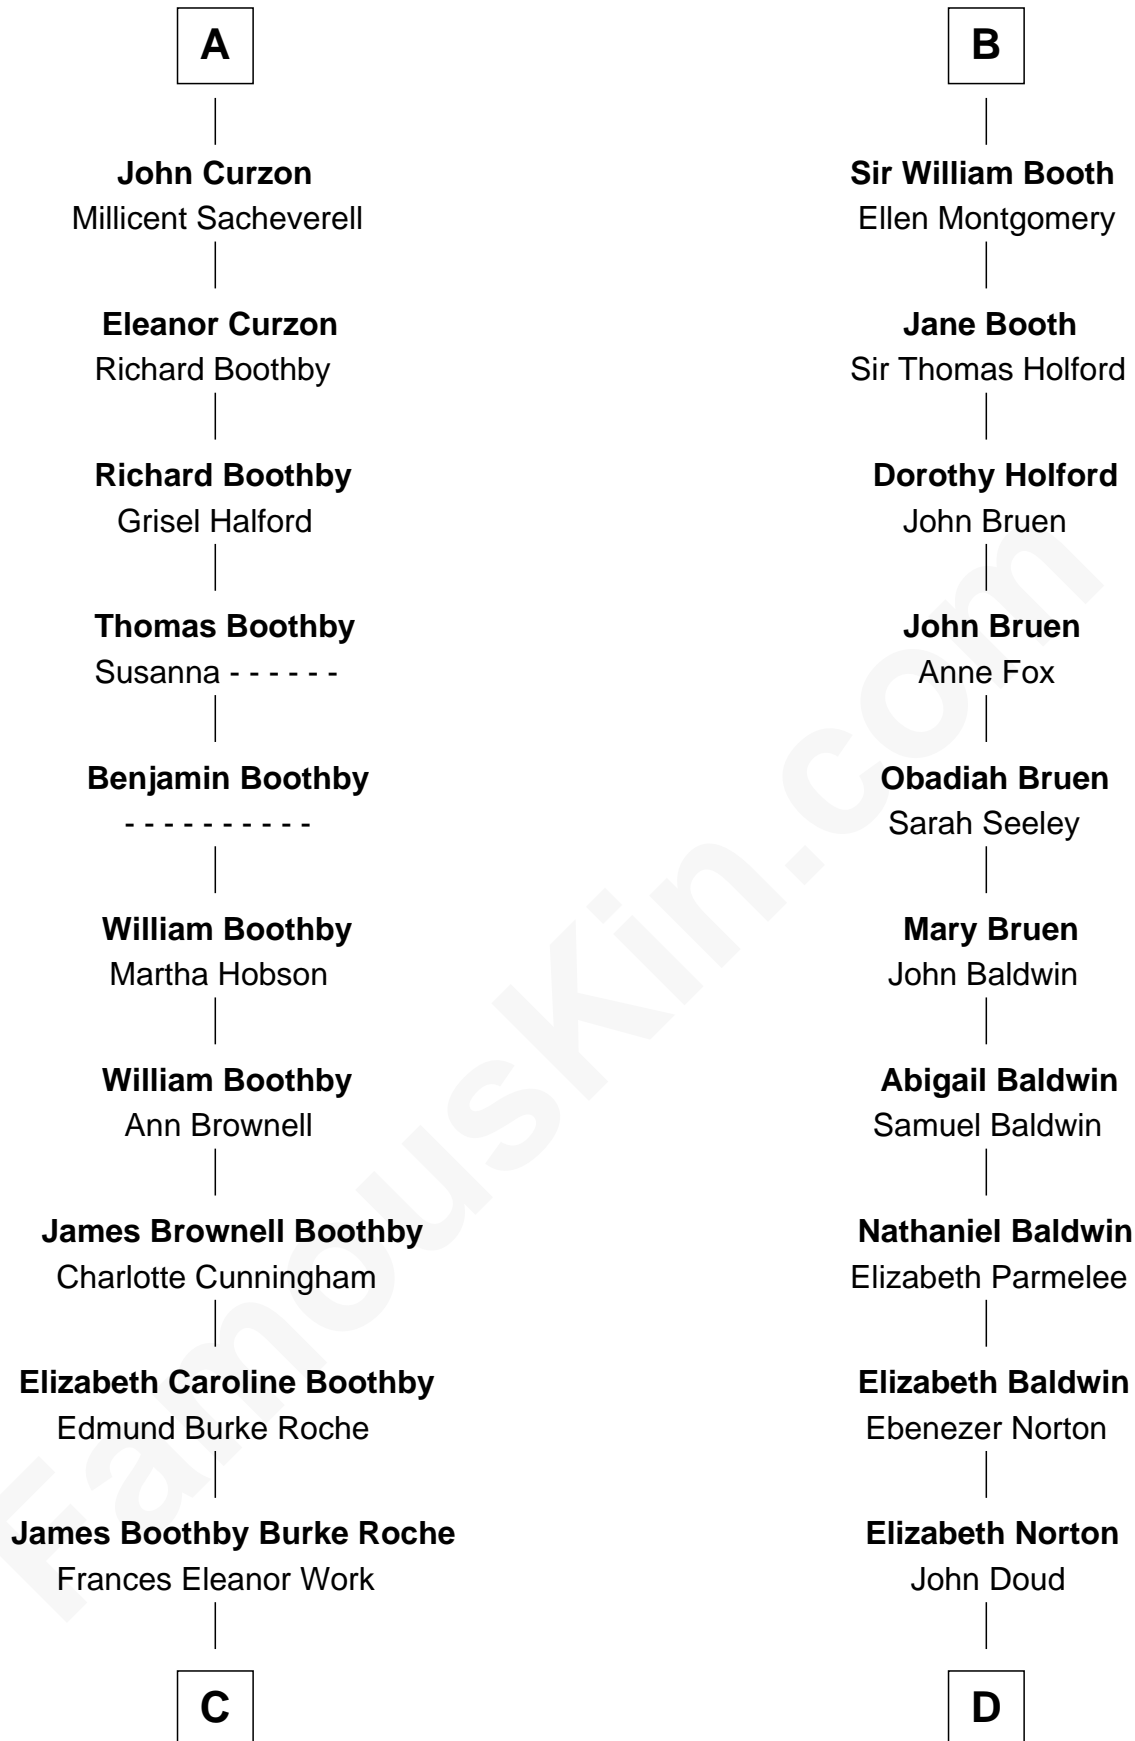 A
John Curzon
Millicent Sacheverell
Eleanor Curzon
Richard Boothby
Richard Boothby
Grisel Halford
Thomas Boothby
Susanna - - - - - -
Benjamin Boothby
- - - - - - - - - -
William Boothby
Martha Hobson
William Boothby
Ann Brownell
James Brownell Boothby
Charlotte Cunningham
Elizabeth Caroline Boothby
Edmund Burke Roche
James Boothby Burke Roche
Frances Eleanor Work
C
B
Sir William Booth
Ellen Montgomery
Jane Booth
Sir Thomas Holford
Dorothy Holford
John Bruen
John Bruen
Anne Fox
Obadiah Bruen
Sarah Seeley
Mary Bruen
John Baldwin
Abigail Baldwin
Samuel Baldwin
Nathaniel Baldwin
Elizabeth Parmelee
Elizabeth Baldwin
Ebenezer Norton
Elizabeth Norton
John Doud
D
FamousKin.com